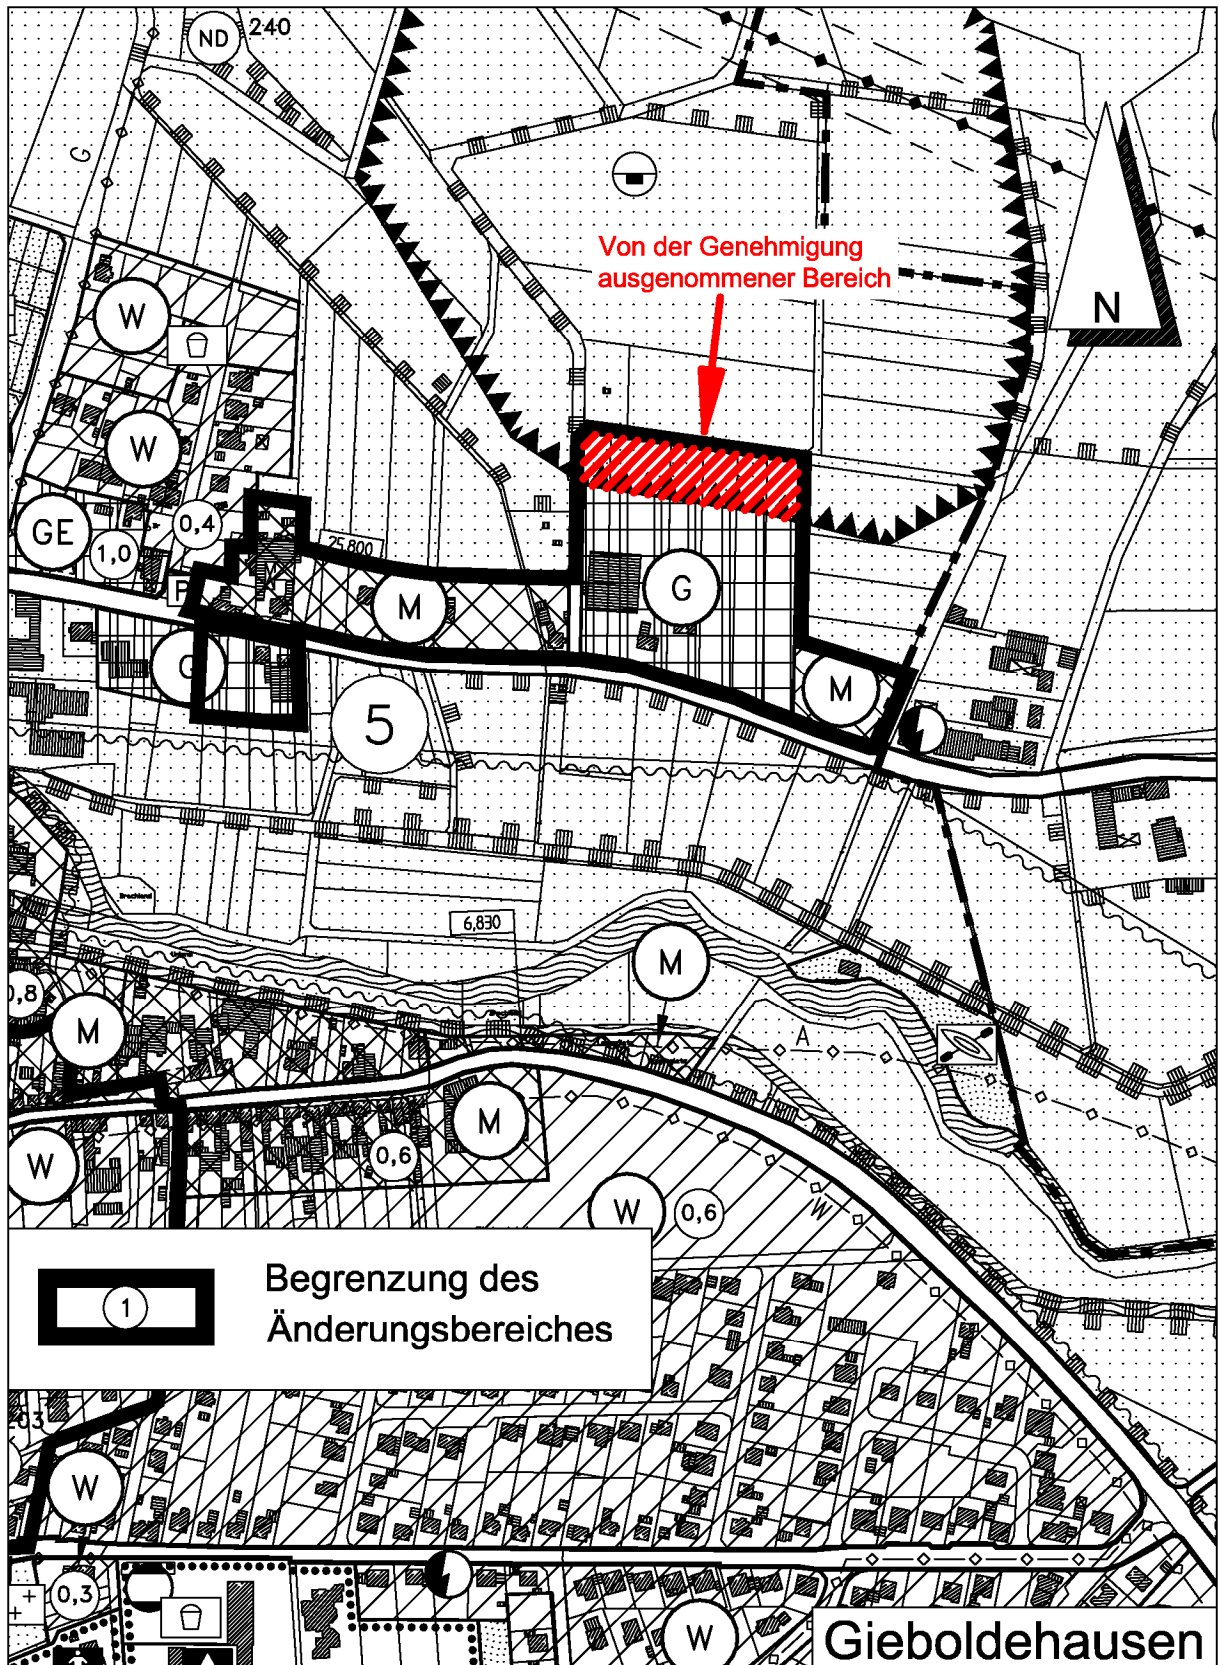 ND
240
G
Von der Genehmigung
ausgenommener Bereich
N
W
W
GE
1,0
0,4
25,800
M
G
G
M
5
6,830
M
0,8
M
A
M
W
0,6
W
0,6
W
1
Begrenzung des
Änderungsbereiches
W
0,3
W
Gieboldehausen